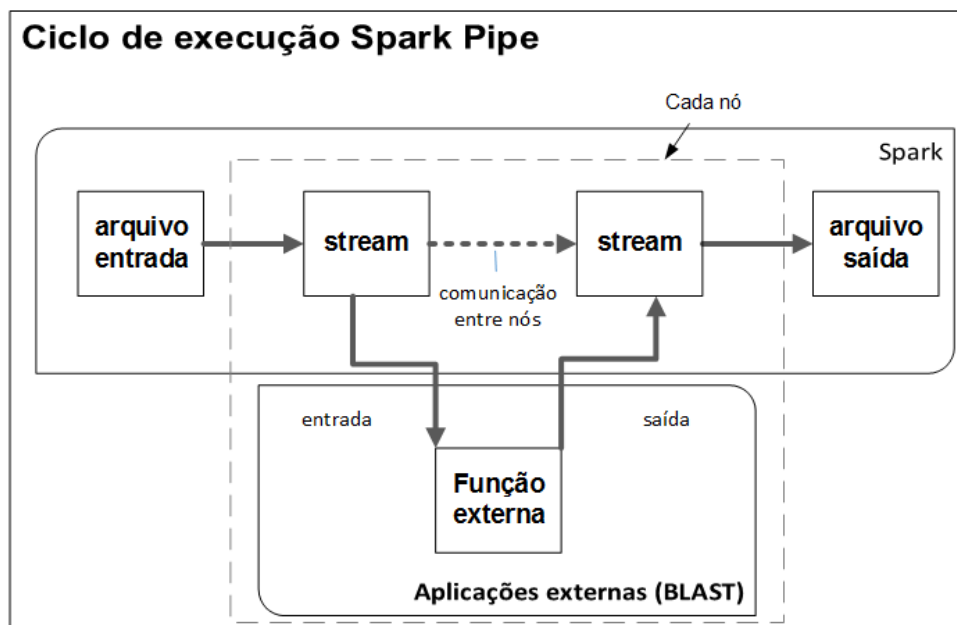 Ciclo de execução Spark Pipe
Cada nó
Spark
arquivo
entrada
stream
stream
arquivo
saída
comunicação
entre nós
entrada
saída
Função
externa
Aplicações externas (BLAST)